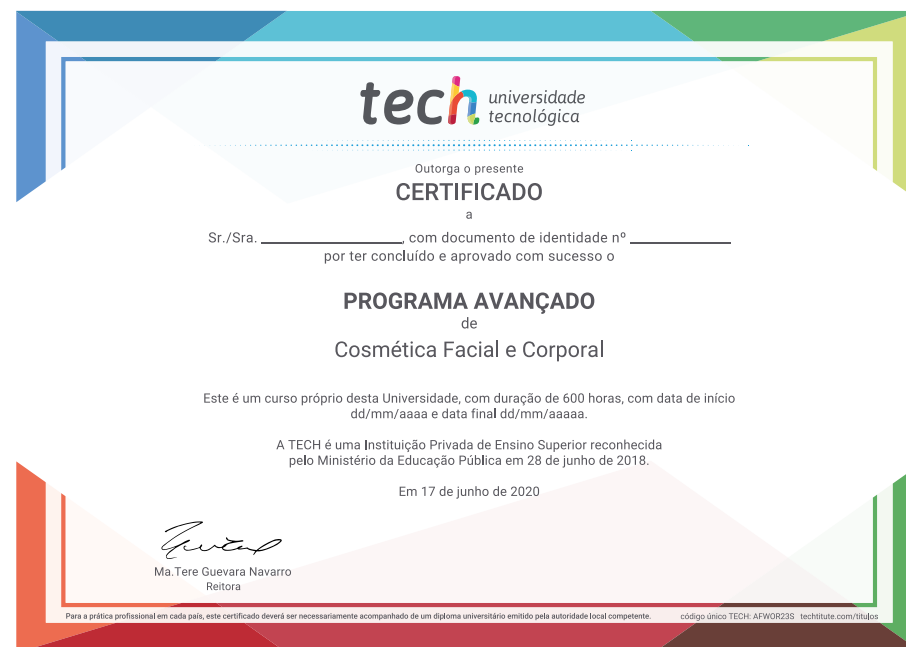 tech universidade
tecnológica
Outorga o presente
CERTIFICADO
a
Sr./Sra. ____________, com documento de identidade nº ____________
por ter concluído e aprovado com sucesso o
PROGRAMA AVANÇADO
de
Cosmética Facial e Corporal
Este é um curso próprio desta Universidade, com duração de 600 horas, com data de início
dd/mm/aaaa e data final dd/mm/aaaaa.
A TECH é uma Instituição Privada de Ensino Superior reconhecida
pelo Ministério da Educação Pública em 28 de junho de 2018.
Em 17 de junho de 2020
Ma.Tere Guevara Navarro
Reitora
Para a prática profissional em cada país, este certificado deverá ser necessariamente acompanhado de um diploma universitário emitido pela autoridade local competente. código único TECH: AFWOR23S techtitute.com/titulos